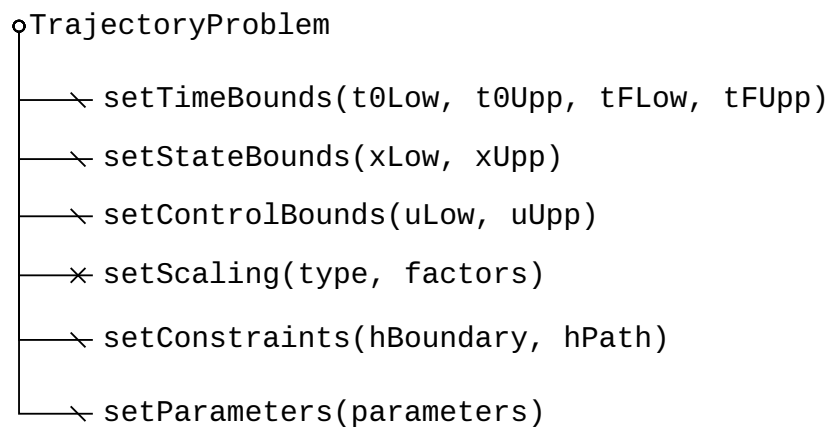 TrajectoryProblem
setTimeBounds(t0Low, t0Upp, tFLow, tFUpp)
setStateBounds(xLow, xUpp)
setControlBounds(uLow, uUpp)
setScaling(type, factors)
setConstraints(hBoundary, hPath)
setParameters(parameters)